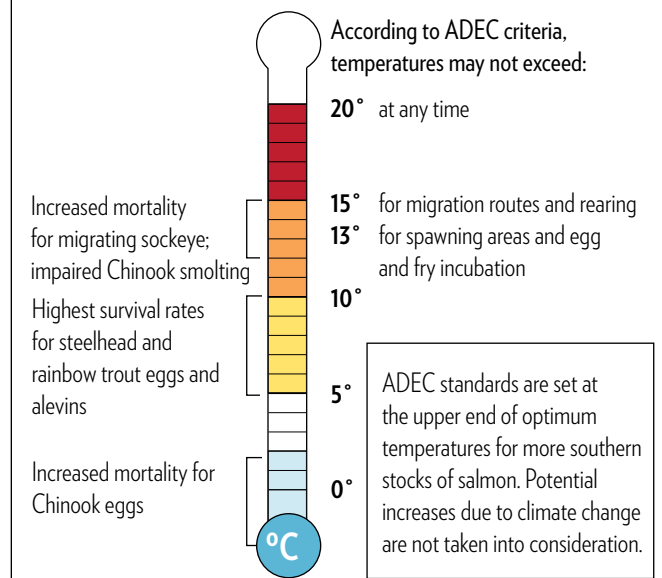 According to ADEC criteria,
temperatures may not exceed:
20° at any time
15° for migration routes and rearing
13° for spawning areas and egg
and fry incubation
10°
5°
0°
Increased mortality
for migrating sockeye;
impaired Chinook smolting
Highest survival rates
for steelhead and
rainbow trout eggs and
alevins
Increased mortality for
Chinook eggs
°C
ADEC standards are set at
the upper end of optimum
temperatures for more southern
stocks of salmon. Potential
increases due to climate change
are not taken into consideration.